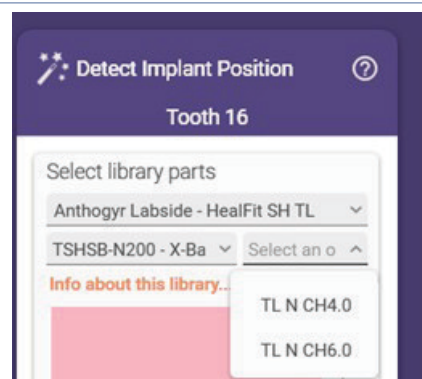 Detect Implant Position
Tooth 16
Select library parts
Anthogyr Labside - HealFit SH TL
TSHSB-N200 - X-Ba Select an o
Info about this library...
TL N CH4.0
TL N CH6.0